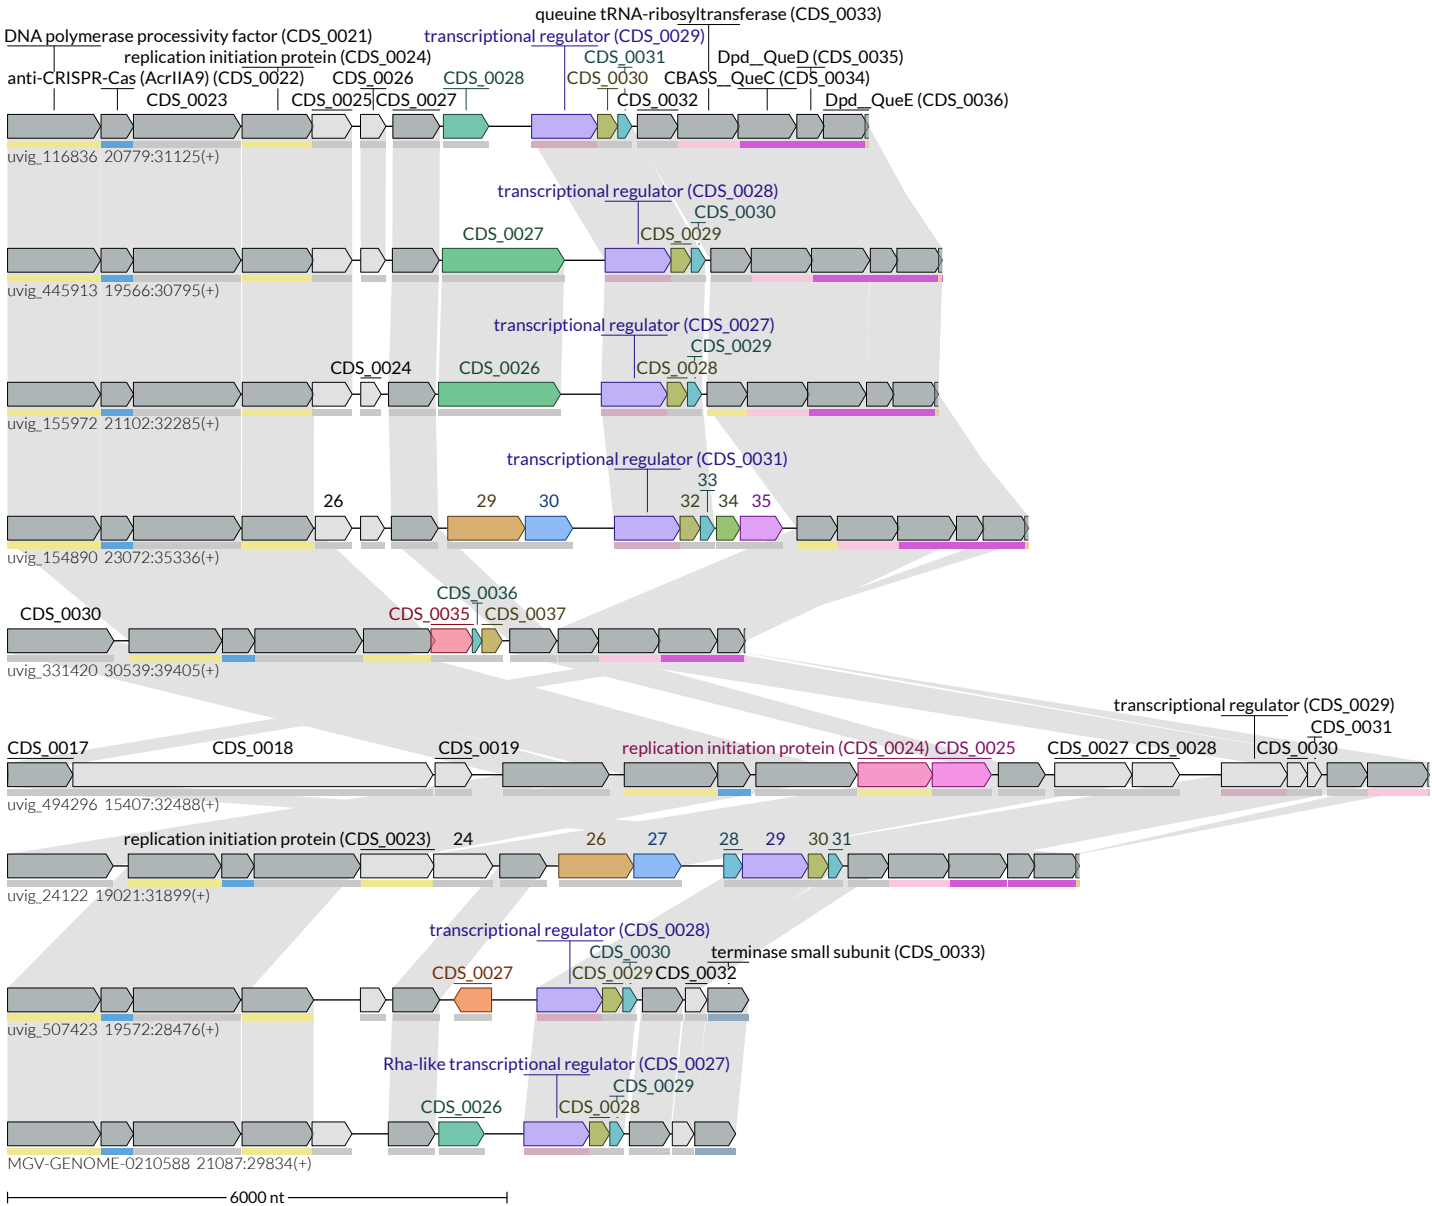 queuine tRNA-ribosyltransferase (CDS_0033)
DNA polymerase processivity factor (CDS_0021)
transcriptional regulator (CDS_0029)
replication initiation protein (CDS_0024)
CDS_0031
Dpd__QueD (CDS_0035)
anti-CRISPR-Cas (AcrIIA9) (CDS_0022)
CDS_0026
CDS_0028
CDS_0030
CBASS__QueC (CDS_0034)
CDS_0023
CDS_0025
CDS_0027
CDS_0032
Dpd__QueE (CDS_0036)
uvig_116836 20779:31125(+)
transcriptional regulator (CDS_0028)
CDS_0030
CDS_0027
CDS_0029
uvig_445913 19566:30795(+)
transcriptional regulator (CDS_0027)
CDS_0029
CDS_0024
CDS_0026
CDS_0028
uvig_155972 21102:32285(+)
transcriptional regulator (CDS_0031)
33
26
29
30
32
34
35
uvig_154890 23072:35336(+)
CDS_0036
CDS_0030
CDS_0035
CDS_0037
uvig_331420 30539:39405(+)
transcriptional regulator (CDS_0029)
CDS_0031
CDS_0017
CDS_0018
CDS_0019
replication initiation protein (CDS_0024)
CDS_0025
CDS_0027
CDS_0028
CDS_0030
uvig_494296 15407:32488(+)
replication initiation protein (CDS_0023)
24
26
27
28
29
30
31
uvig_24122 19021:31899(+)
transcriptional regulator (CDS_0028)
CDS_0030
terminase small subunit (CDS_0033)
CDS_0027
CDS_0029
CDS_0032
uvig_507423 19572:28476(+)
Rha-like transcriptional regulator (CDS_0027)
CDS_0029
CDS_0026
CDS_0028
MGV-GENOME-0210588 21087:29834(+)
6000 nt